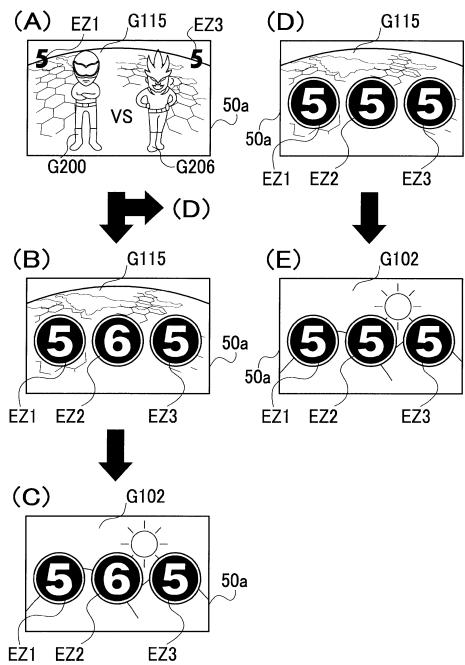 (A)
EZ1 G115 EZ3
5 5
VS
50a
G200 G206
(D)
(B)
G115
5 6 5
50a
EZ1 EZ2 EZ3
(C)
G102
5 6 5
50a
EZ1 EZ2 EZ3
(D)
G115
5 5 5
50a
EZ1 EZ2 EZ3
(E)
G102
5 5 5
50a
EZ1 EZ2 EZ3